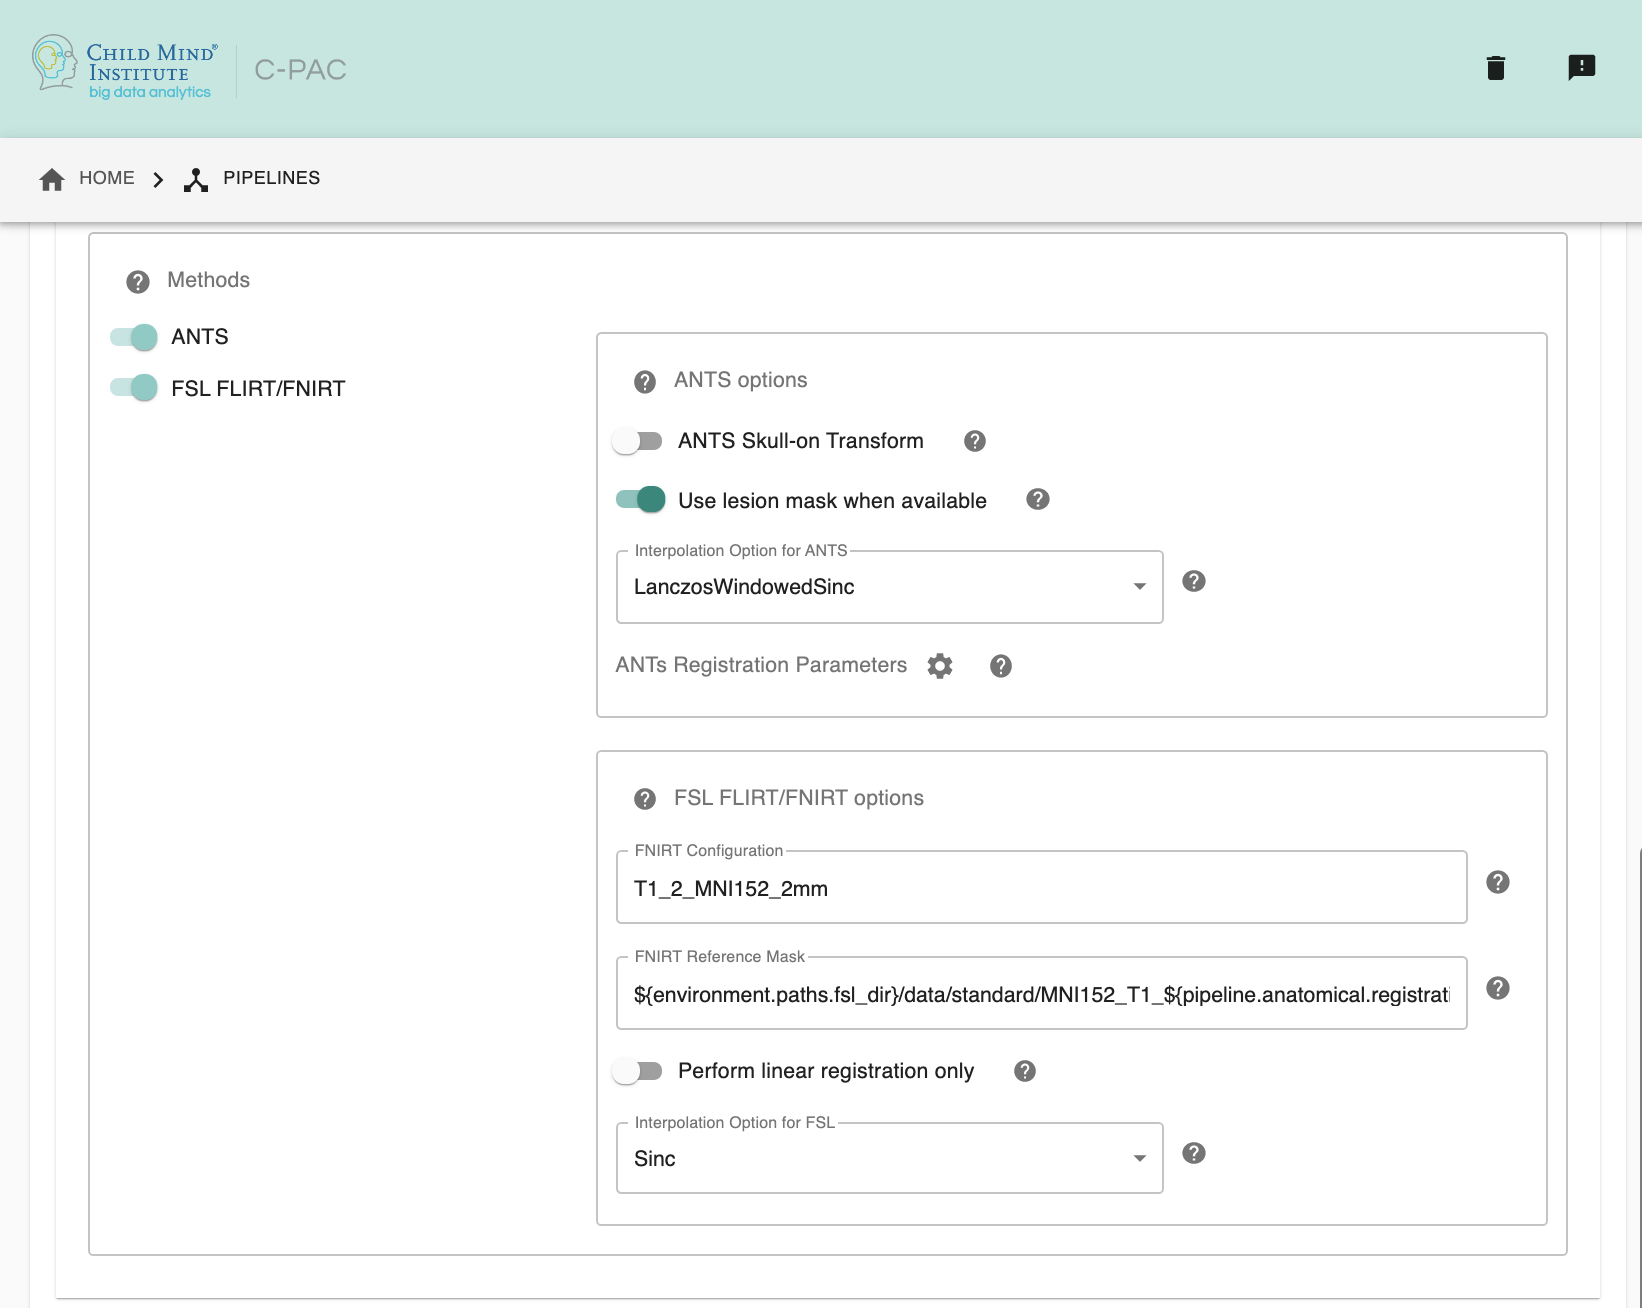 CHILD MIND®
INSTITUTE
big data analytics
C-PAC
HOME
PIPELINES
Methods
ANTS
FSL FLIRT/FNIRT
ANTS options
ANTS Skull-on Transform
Use lesion mask when available
Interpolation Option for ANTS
LanczosWindowedSinc
ANTs Registration Parameters
FSL FLIRT/FNIRT options
FNIRT Configuration
T1_2_MNI152_2mm
FNIRT Reference Mask
${environment.paths.fsl_dir}/data/standard/MNI152_T1_${pipeline.anatomical.registrati
Perform linear registration only
Interpolation Option for FSL
Sinc